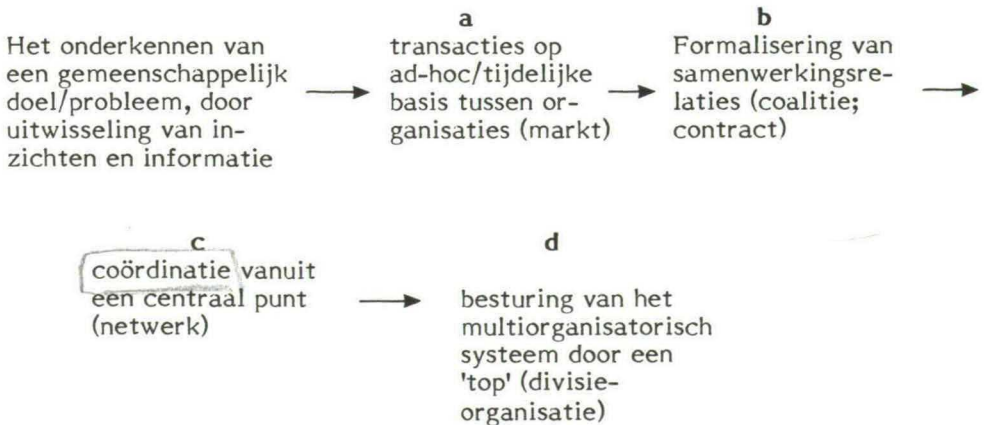 Het onderkennen van
een gemeenschappelijk
doel/probleem, door
uitwisseling van in-
zichten en informatie
a
transacties op
ad-hoc/tijdelijke
basis tussen or-
ganisaties (markt)
b
Formalisering van
samenwerkingsre-
laties (coalitie;
contract)
c
coördinatie vanuit
een centraal punt
(netwerk)
d
besturing van het
multiorganisatorisch
systeem door een
'top' (divisie-
organisatie)